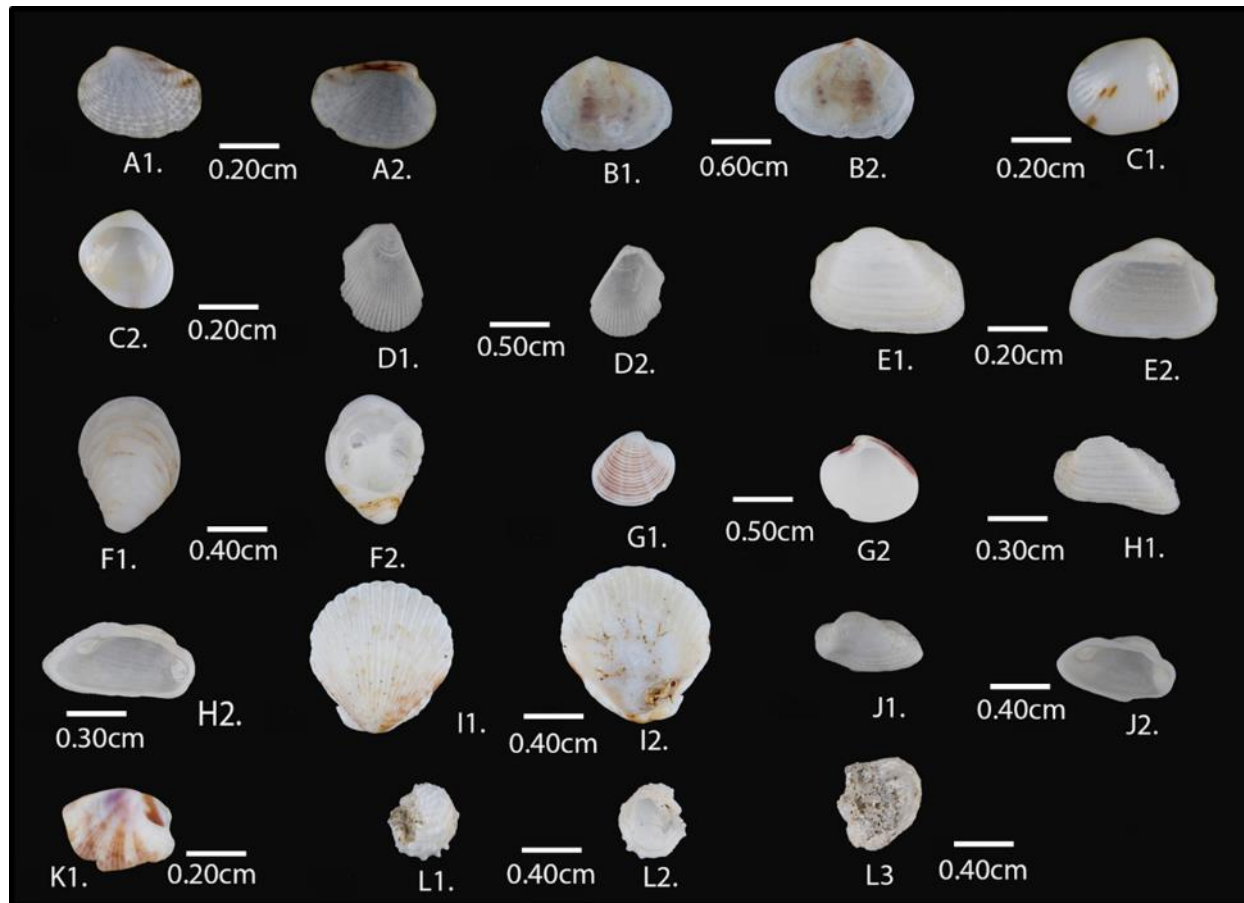 A1.
0.20cm
A2.
B1.
0.60cm
B2.
0.20cm
C1.
C2.
0.20cm
D1.
0.50cm
D2.
E1.
0.20cm
E2.
F1.
0.40cm
F2.
G1.
0.50cm
G2
0.30cm
H1.
H2.
0.30cm
I1.
0.40cm
I2.
J1.
0.40cm
J2.
K1.
0.20cm
L1.
0.40cm
L2.
L3
0.40cm